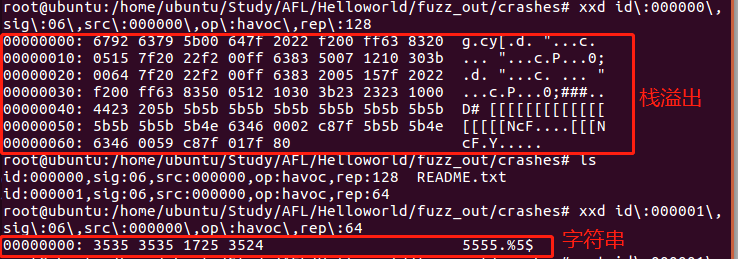 root@ubuntu:/home/ubuntu/Study/AFL/Helloworld/fuzz_out/crashes# xxd id\:000000\,
sig\:06\,src\:000000\,op\:havoc\,rep\:128
00000000: 6792 6379 5b00 647f 2022 f200 ff63 8320  g.cy[.d. "...c.
00000010: 0515 7f20 22f2 00ff 6383 5007 1210 303b  ... "...c.P...0;
00000020: 0064 7f20 22f2 00ff 6383 2005 157f 2022  .d. "...c. ... "
00000030: f200 ff63 8350 0512 1030 3b23 2323 1000  ...c.P...0;###..
00000040: 4423 205b 5b5b 5b5b 5b5b 5b5b 5b5b 5b5b  D# [[[[[[[[[[[[[
00000050: 5b5b 5b5b 5b4e 6346 0002 c87f 5b5b 5b4e  [[[[[NcF....[[[N
00000060: 6346 0059 c87f 017f 80                   cF.Y.....
栈溢出
root@ubuntu:/home/ubuntu/Study/AFL/Helloworld/fuzz_out/crashes# ls
id:000000,sig:06,src:000000,op:havoc,rep:128  README.txt
id:000001,sig:06,src:000000,op:havoc,rep:64
root@ubuntu:/home/ubuntu/Study/AFL/Helloworld/fuzz_out/crashes# xxd id\:000001\,
sig\:06\,src\:000000\,op\:havoc\,rep\:64
00000000: 3535 3535 1725 3524                      5555.%5$
字符串